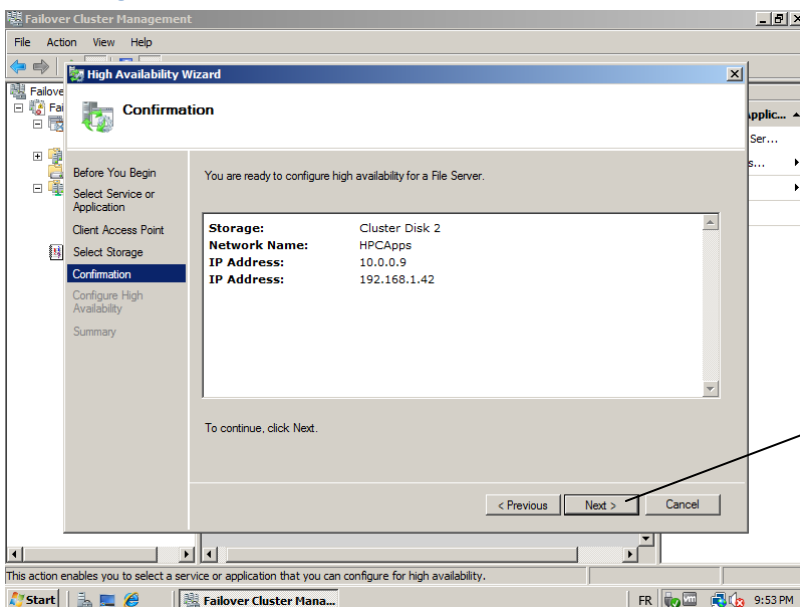 Failover Cluster Management
File Action View Help
High Availability Wizard
Failove
Fai
Confirmation
Applic...
Ser...
s...
Before You Begin
Select Service or
Application
Client Access Point
Select Storage
Confirmation
Configure High
Availability
Summary
You are ready to configure high availability for a File Server.
Storage: Cluster Disk 2
Network Name: HPCApps
IP Address: 10.0.0.9
IP Address: 192.168.1.42
To continue, click Next.
< Previous Next > Cancel
This action enables you to select a service or application that you can configure for high availability.
Start Failover Cluster Mana... FR vm 9:53 PM